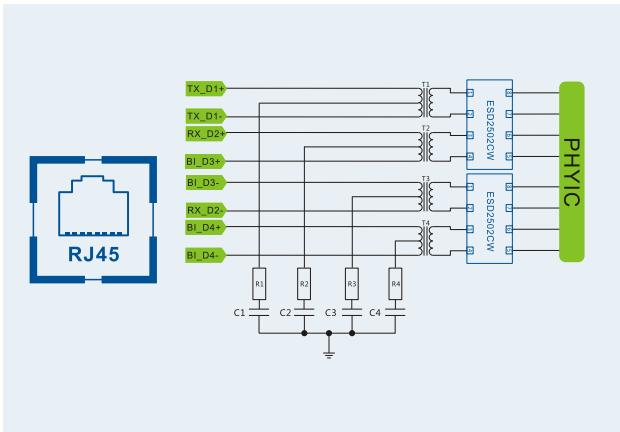 TX_D1+
TX_D1-
RX_D2+
BI_D3+
BI_D3-
RX_D2-
BI_D4+
BI_D4-
RJ45
T1
T2
T3
T4
ESD2502CW
ESD2502CW
PHYIC
R1
R2
R3
R4
C1
C2
C3
C4